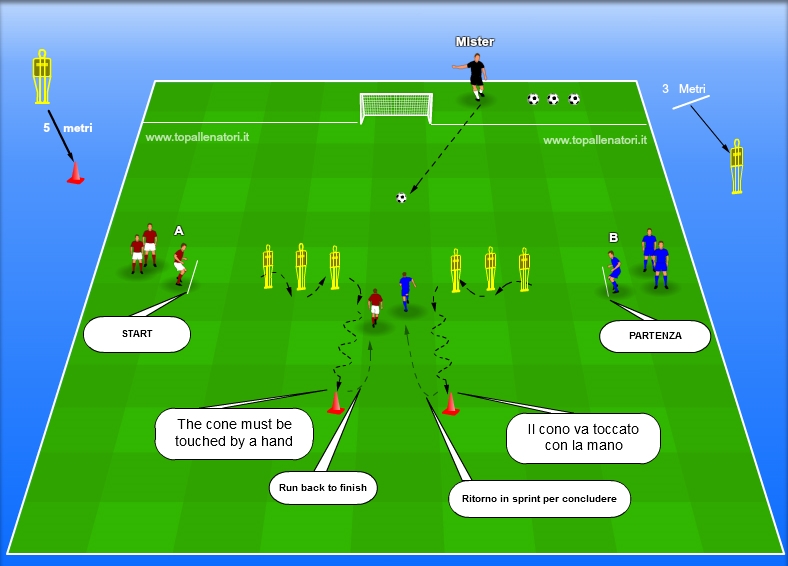 Mister
3 Metri
5 metri
www.topallenatori.it
www.topallenatori.it
A
B
START
PARTENZA
The cone must be
touched by a hand
Il cono va toccato
con la mano
Run back to finish
Ritorno in sprint per concludere